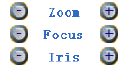 - Zoom +
- Focus +
- Iris +